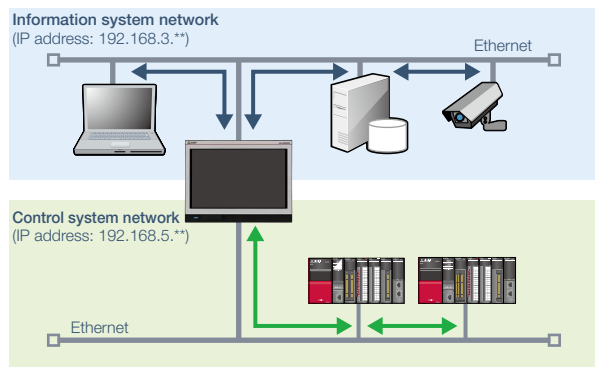 Information system network
(IP address: 192.168.3.**)
Ethernet
Control system network
(IP address: 192.168.5.**)
Ethernet